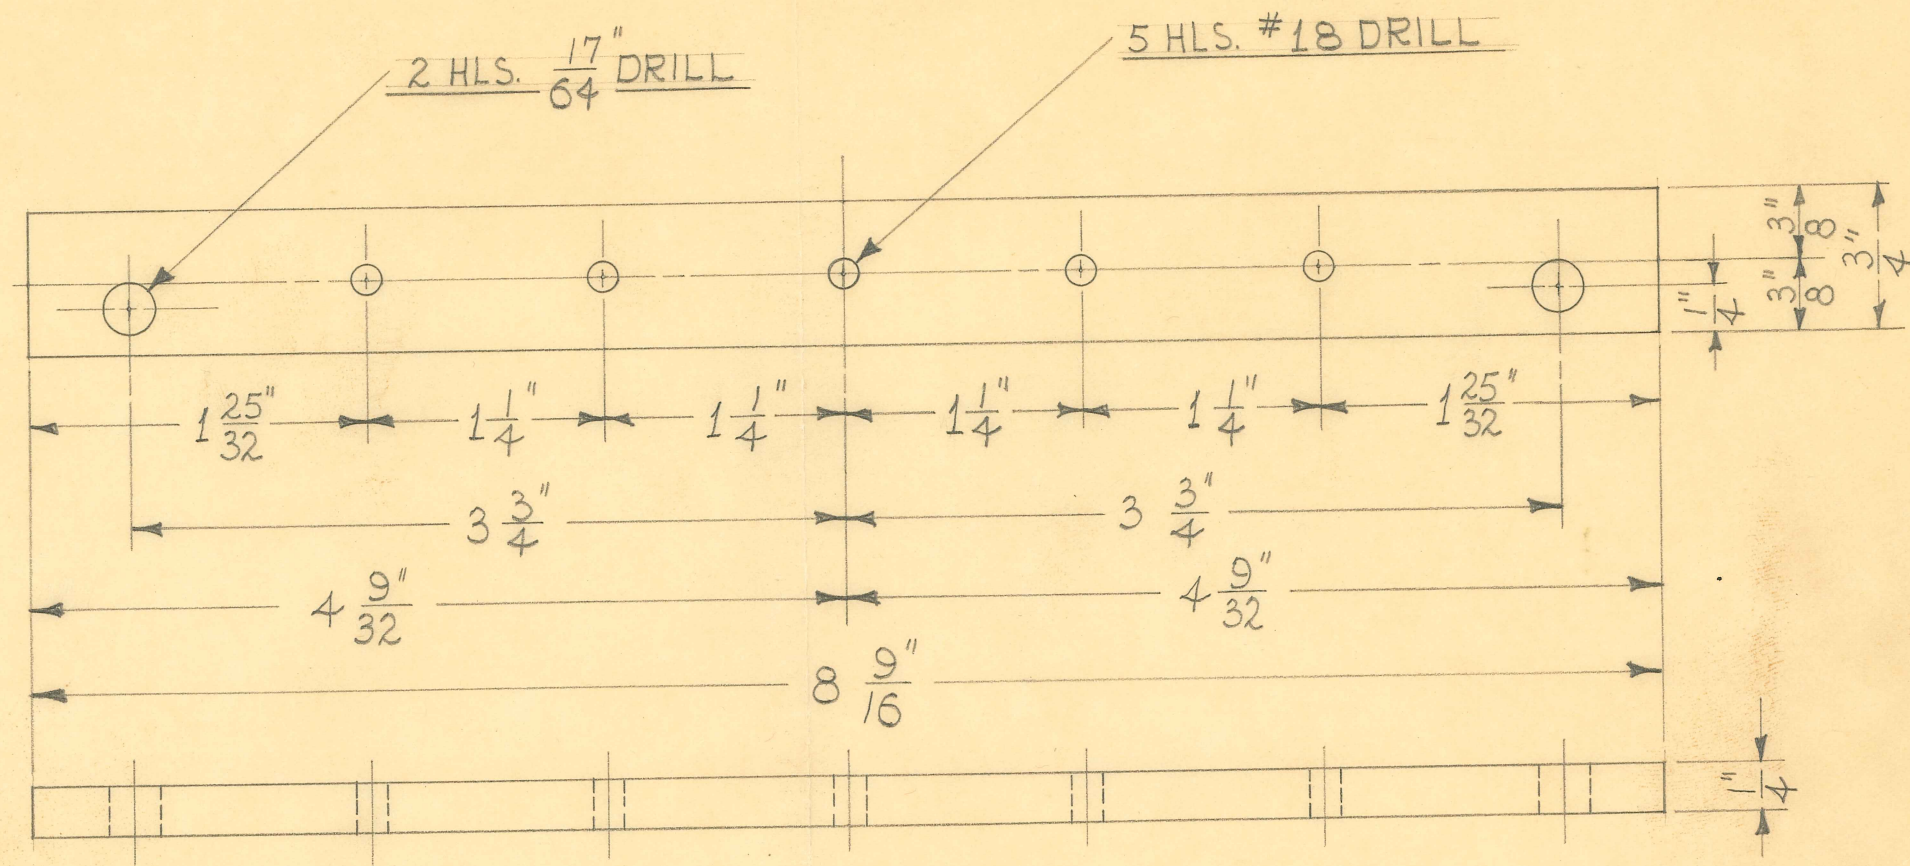 2 HLS. 17/64" DRILL
5 HLS. #18 DRILL
3/8"
3/4"
3/8"
1/4"
1 25/32" 1 1/4" 1 1/4" 1 1/4" 1 1/4" 1 25/32"
3 3/4" 3 3/4"
4 9/32" 4 9/32"
8 9/16"
1/4"